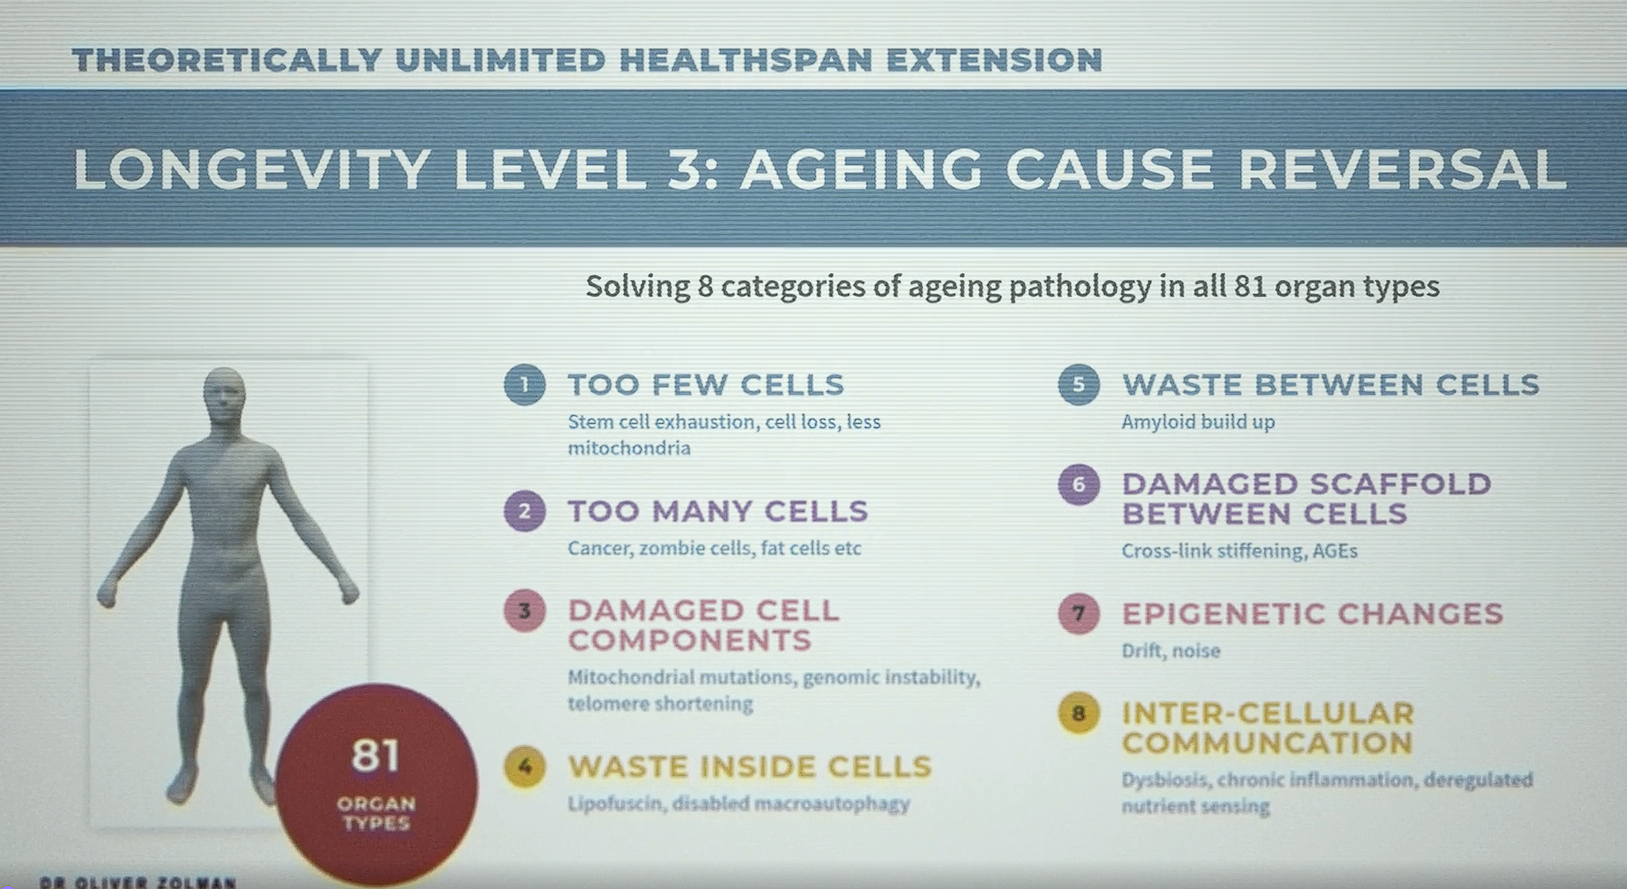 THEORETICALLY UNLIMITED HEALTHSPAN EXTENSION
LONGEVITY LEVEL 3: AGEING CAUSE REVERSAL
Solving 8 categories of ageing pathology in all 81 organ types
1 TOO FEW CELLS
Stem cell exhaustion, cell loss, less
mitochondria
2 TOO MANY CELLS
Cancer, zombie cells, fat cells etc
3 DAMAGED CELL
COMPONENTS
Mitochondrial mutations, genomic instability,
telomere shortening
4 WASTE INSIDE CELLS
Lipofuscin, disabled macroautophagy
5 WASTE BETWEEN CELLS
Amyloid build up
6 DAMAGED SCAFFOLD
BETWEEN CELLS
Cross-link stiffening, AGEs
7 EPIGENETIC CHANGES
Drift, noise
8 INTER-CELLULAR
COMMUNCATION
Dysbiosis, chronic inflammation, deregulated
nutrient sensing
81
ORGAN
TYPES
DR OLIVER ZOLMAN